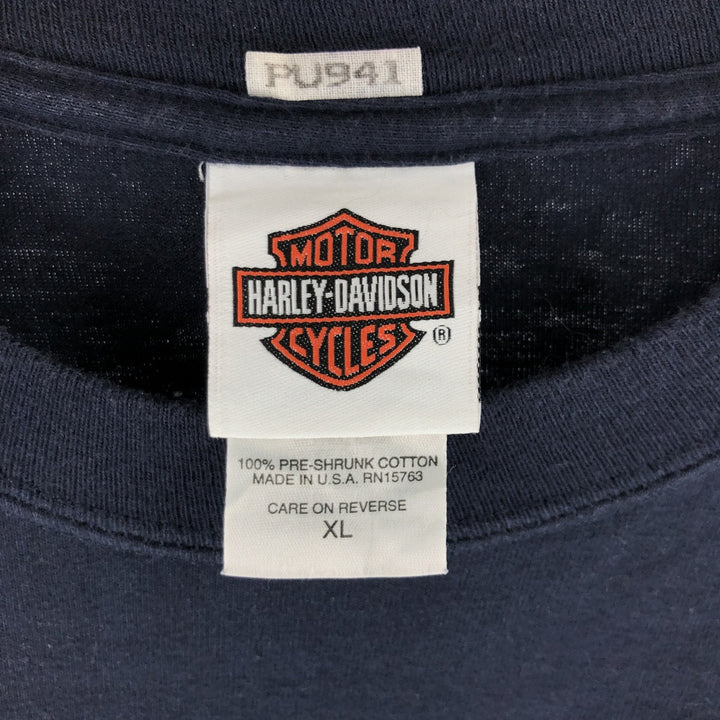 PU941
MOTOR
HARLEY-DAVIDSON
CYCLES ®
100% PRE-SHRUNK COTTON
MADE IN U.S.A. RN15763
CARE ON REVERSE
XL